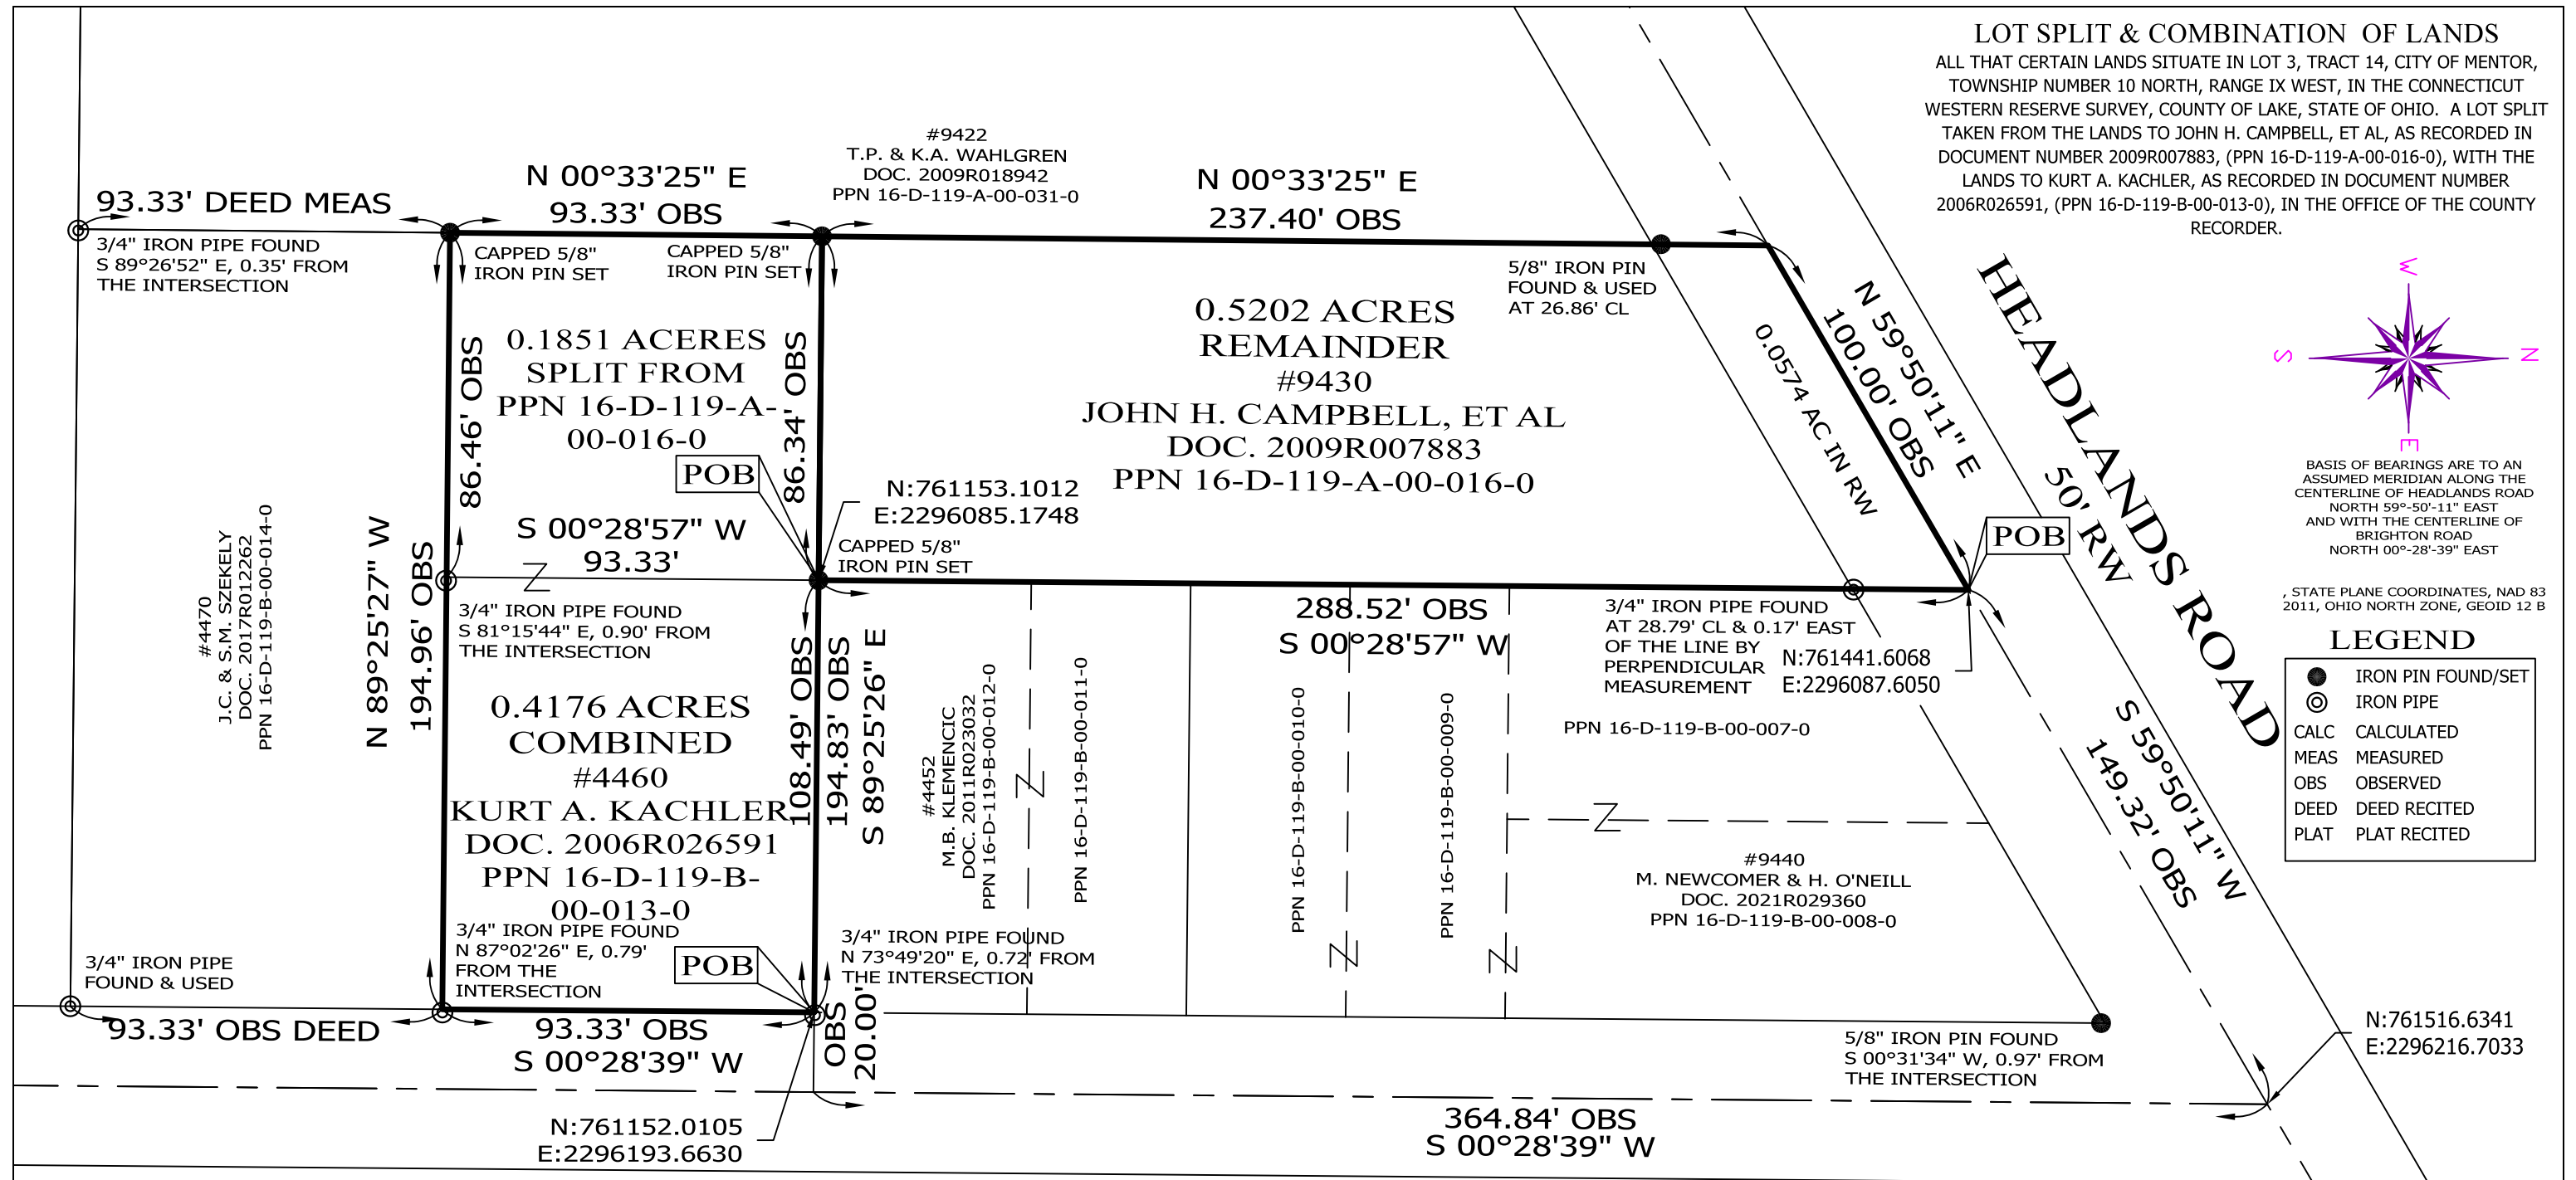 LOT SPLIT & COMBINATION OF LANDS
ALL THAT CERTAIN LANDS SITUATE IN LOT 3, TRACT 14, CITY OF MENTOR,
TOWNSHIP NUMBER 10 NORTH, RANGE IX WEST, IN THE CONNECTICUT
WESTERN RESERVE SURVEY, COUNTY OF LAKE, STATE OF OHIO. A LOT SPLIT
TAKEN FROM THE LANDS TO JOHN H. CAMPBELL, ET AL, AS RECORDED IN
DOCUMENT NUMBER 2009R007883, (PPN 16-D-119-A-00-016-0), WITH THE
LANDS TO KURT A. KACHLER, AS RECORDED IN DOCUMENT NUMBER
2006R026591, (PPN 16-D-119-B-00-013-0), IN THE OFFICE OF THE COUNTY
RECORDER.
#9422
T.P. & K.A. WAHLGREN
DOC. 2009R018942
PPN 16-D-119-A-00-031-0
93.33' DEED MEAS
N 00°33'25" E
93.33' OBS
N 00°33'25" E
237.40' OBS
3/4" IRON PIPE FOUND
S 89°26'52" E, 0.35' FROM
THE INTERSECTION
CAPPED 5/8"
IRON PIN SET
CAPPED 5/8"
IRON PIN SET
5/8" IRON PIN
FOUND & USED
AT 26.86' CL
0.1851 ACERES
SPLIT FROM
PPN 16-D-119-A-
00-016-0
86.46' OBS
86.34' OBS
POB
0.5202 ACRES
REMAINDER
#9430
JOHN H. CAMPBELL, ET AL
DOC. 2009R007883
PPN 16-D-119-A-00-016-0
0.0574 AC IN RW
N 59°50'11" E
100.00' OBS
HEADLANDS ROAD
50' RW
POB
W
S
N
E
BASIS OF BEARINGS ARE TO AN
ASSUMED MERIDIAN ALONG THE
CENTERLINE OF HEADLANDS ROAD
NORTH 59°-50'-11" EAST
AND WITH THE CENTERLINE OF
BRIGHTON ROAD
NORTH 00°-28'-39" EAST
, STATE PLANE COORDINATES, NAD 83
2011, OHIO NORTH ZONE, GEOID 12 B
LEGEND
IRON PIN FOUND/SET
IRON PIPE
CALC CALCULATED
MEAS MEASURED
OBS OBSERVED
DEED DEED RECITED
PLAT PLAT RECITED
N:761153.1012
E:2296085.1748
CAPPED 5/8"
IRON PIN SET
S 00°28'57" W
93.33'
Z
#4470
J.C. & S.M. SZEKELY
DOC. 2017R012262
PPN 16-D-119-B-00-014-0
N 89°25'27" W
194.96' OBS
3/4" IRON PIPE FOUND
S 81°15'44" E, 0.90' FROM
THE INTERSECTION
0.4176 ACRES
COMBINED
#4460
KURT A. KACHLER
DOC. 2006R026591
PPN 16-D-119-B-
00-013-0
108.49' OBS
194.83' OBS
S 89°25'26" E
#4452
M.B. KLEMENCIC
DOC. 2011R023032
PPN 16-D-119-B-00-012-0
Z
PPN 16-D-119-B-00-011-0
288.52' OBS
S 00°28'57" W
PPN 16-D-119-B-00-010-0
Z
PPN 16-D-119-B-00-009-0
Z
3/4" IRON PIPE FOUND
AT 28.79' CL & 0.17' EAST
OF THE LINE BY
PERPENDICULAR
MEASUREMENT
N:761441.6068
E:2296087.6050
PPN 16-D-119-B-00-007-0
Z
#9440
M. NEWCOMER & H. O'NEILL
DOC. 2021R029360
PPN 16-D-119-B-00-008-0
S 59°50'11" W
149.32' OBS
3/4" IRON PIPE
FOUND & USED
3/4" IRON PIPE FOUND
N 87°02'26" E, 0.79'
FROM THE
INTERSECTION
POB
3/4" IRON PIPE FOUND
N 73°49'20" E, 0.72' FROM
THE INTERSECTION
93.33' OBS DEED
93.33' OBS
S 00°28'39" W
OBS
20.00'
5/8" IRON PIN FOUND
S 00°31'34" W, 0.97' FROM
THE INTERSECTION
N:761516.6341
E:2296216.7033
N:761152.0105
E:2296193.6630
364.84' OBS
S 00°28'39" W